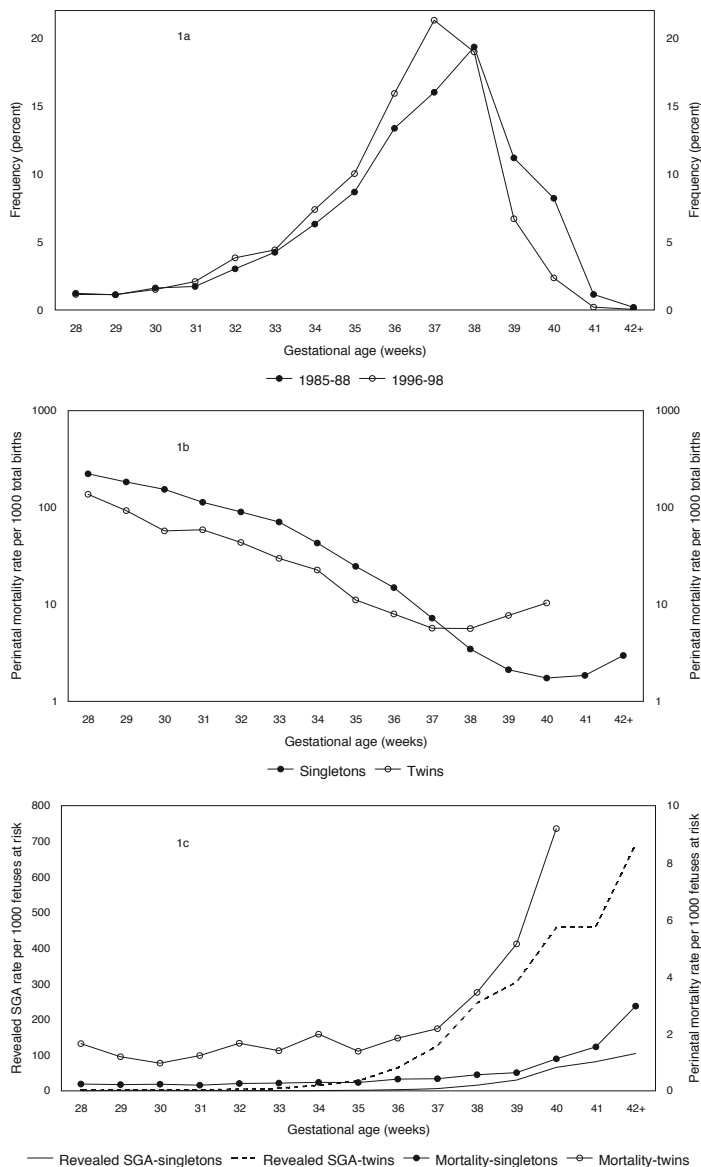 1a
Frequency (percent)
20
15
10
5
0
20
15
10
5
0
Frequency (percent)
28 29 30 31 32 33 34 35 36 37 38 39 40 41 42+
Gestational age (weeks)
1985-88 1996-98
1b
Perinatal mortality rate per 1000 total births
1000
100
10
1
1000
100
10
1
Perinatal mortality rate per 1000 total births
28 29 30 31 32 33 34 35 36 37 38 39 40 41 42+
Gestational age (weeks)
Singletons Twins
1c
Revealed SGA rate per 1000 fetuses at risk
800
700
600
500
400
300
200
100
0
10
8
6
4
2
0
Perinatal mortality rate per 1000 fetuses at risk
28 29 30 31 32 33 34 35 36 37 38 39 40 41 42+
Gestational age (weeks)
Revealed SGA-singletons Revealed SGA-twins Mortality-singletons Mortality-twins